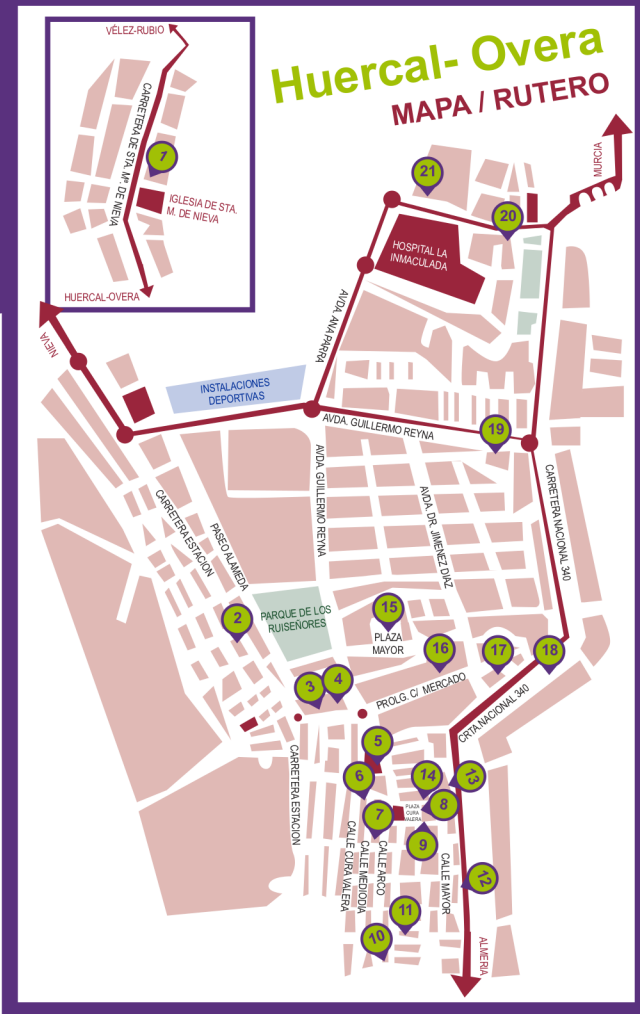 Huercal- Overa
MAPA / RUTERO
VÉLEZ-RUBIO
CARRETERA DE STA. Mª. DE NIEVA
1
IGLESIA DE STA.
M. DE NIEVA
HUERCAL-OVERA
MURCIA
21
20
HOSPITAL LA
INMACULADA
AVDA. ANA PARRA
NIEVA
INSTALACIONES
DEPORTIVAS
AVDA. GUILLERMO REYNA
19
AVDA. GUILLERMO REYNA
CARRETERA ESTACION
PASEO ALAMEDA
AVDA. DR. JIMENEZ DIAZ
CARRETERA NACIONAL 340
2
PARQUE DE LOS
RUISEÑORES
15
PLAZA
MAYOR
16
17
18
3
4
PROLG. C/ MERCADO
CRTA.NACIONAL 340
5
CARRETERA ESTACION
6
14
13
7
PLAZA
CURA
VALERA
8
9
CALLE CURA VALERA
CALLE MEDIODIA
CALLE ARCO
CALLE MAYOR
12
11
10
ALMERIA